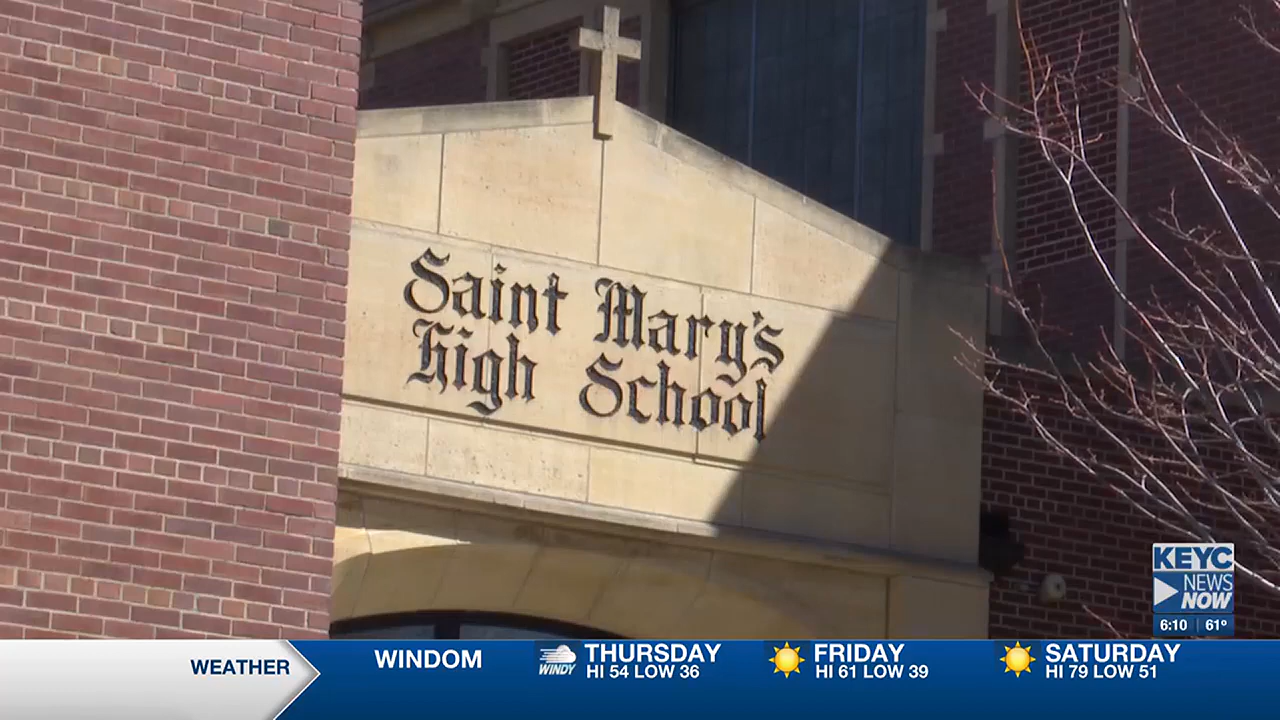 Saint Mary's
High School
KEYC
NEWS
NOW
6:10 61º
WEATHER
WINDOM
WINDY
THURSDAY
HI 54 LOW 36
FRIDAY
HI 61 LOW 39
SATURDAY
HI 79 LOW 51